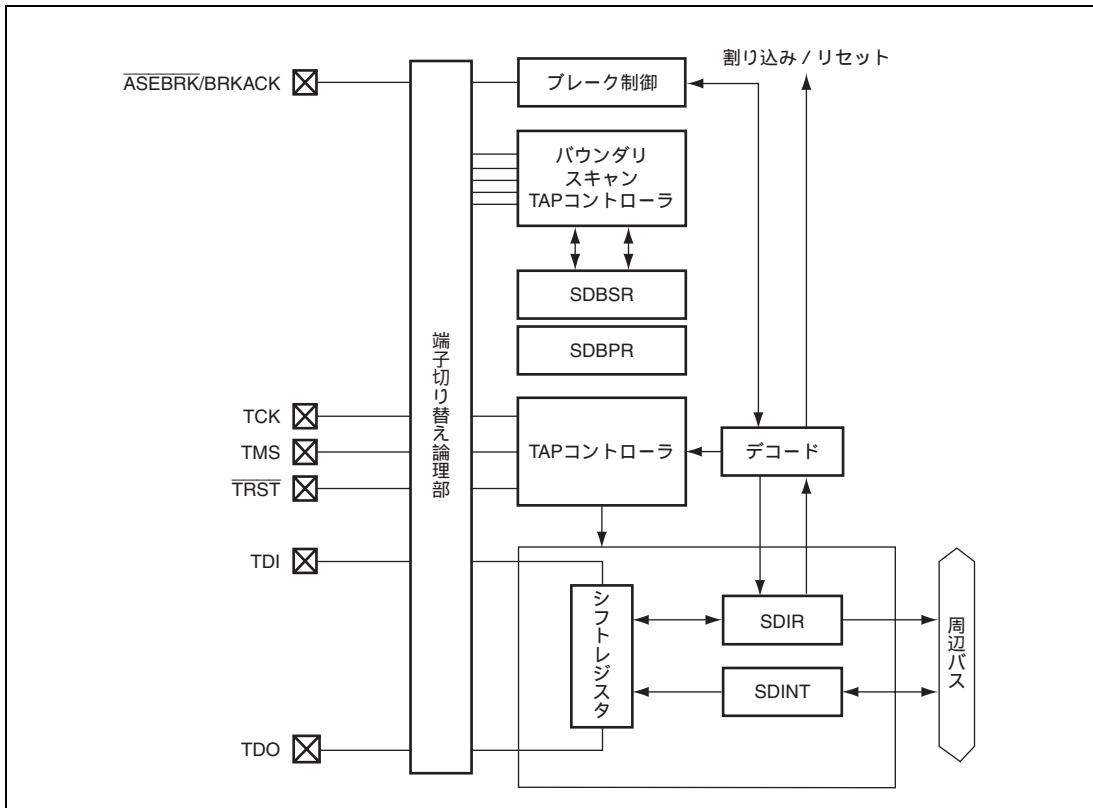 割り込み / リセット
ASEBRK/BRKACK
ブレーク制御
バウンダリ
スキャン
TAPコントローラ
SDBSR
SDBPR
端子切り替え論理部
TCK
TMS
TRST
TAPコントローラ
デコード
TDI
シフトレジスタ
SDIR
SDINT
周辺バス
TDO